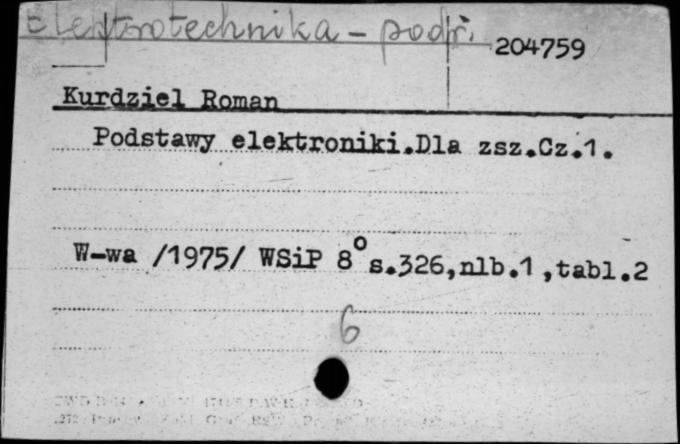 Elektrotechnika - podr.
204759
Kurdziel Roman
Podstawy elektroniki.Dla zsz.Cz.1.
W-wa /1975/ WSiP 8° s.326,nlb.1,tabl.2
6